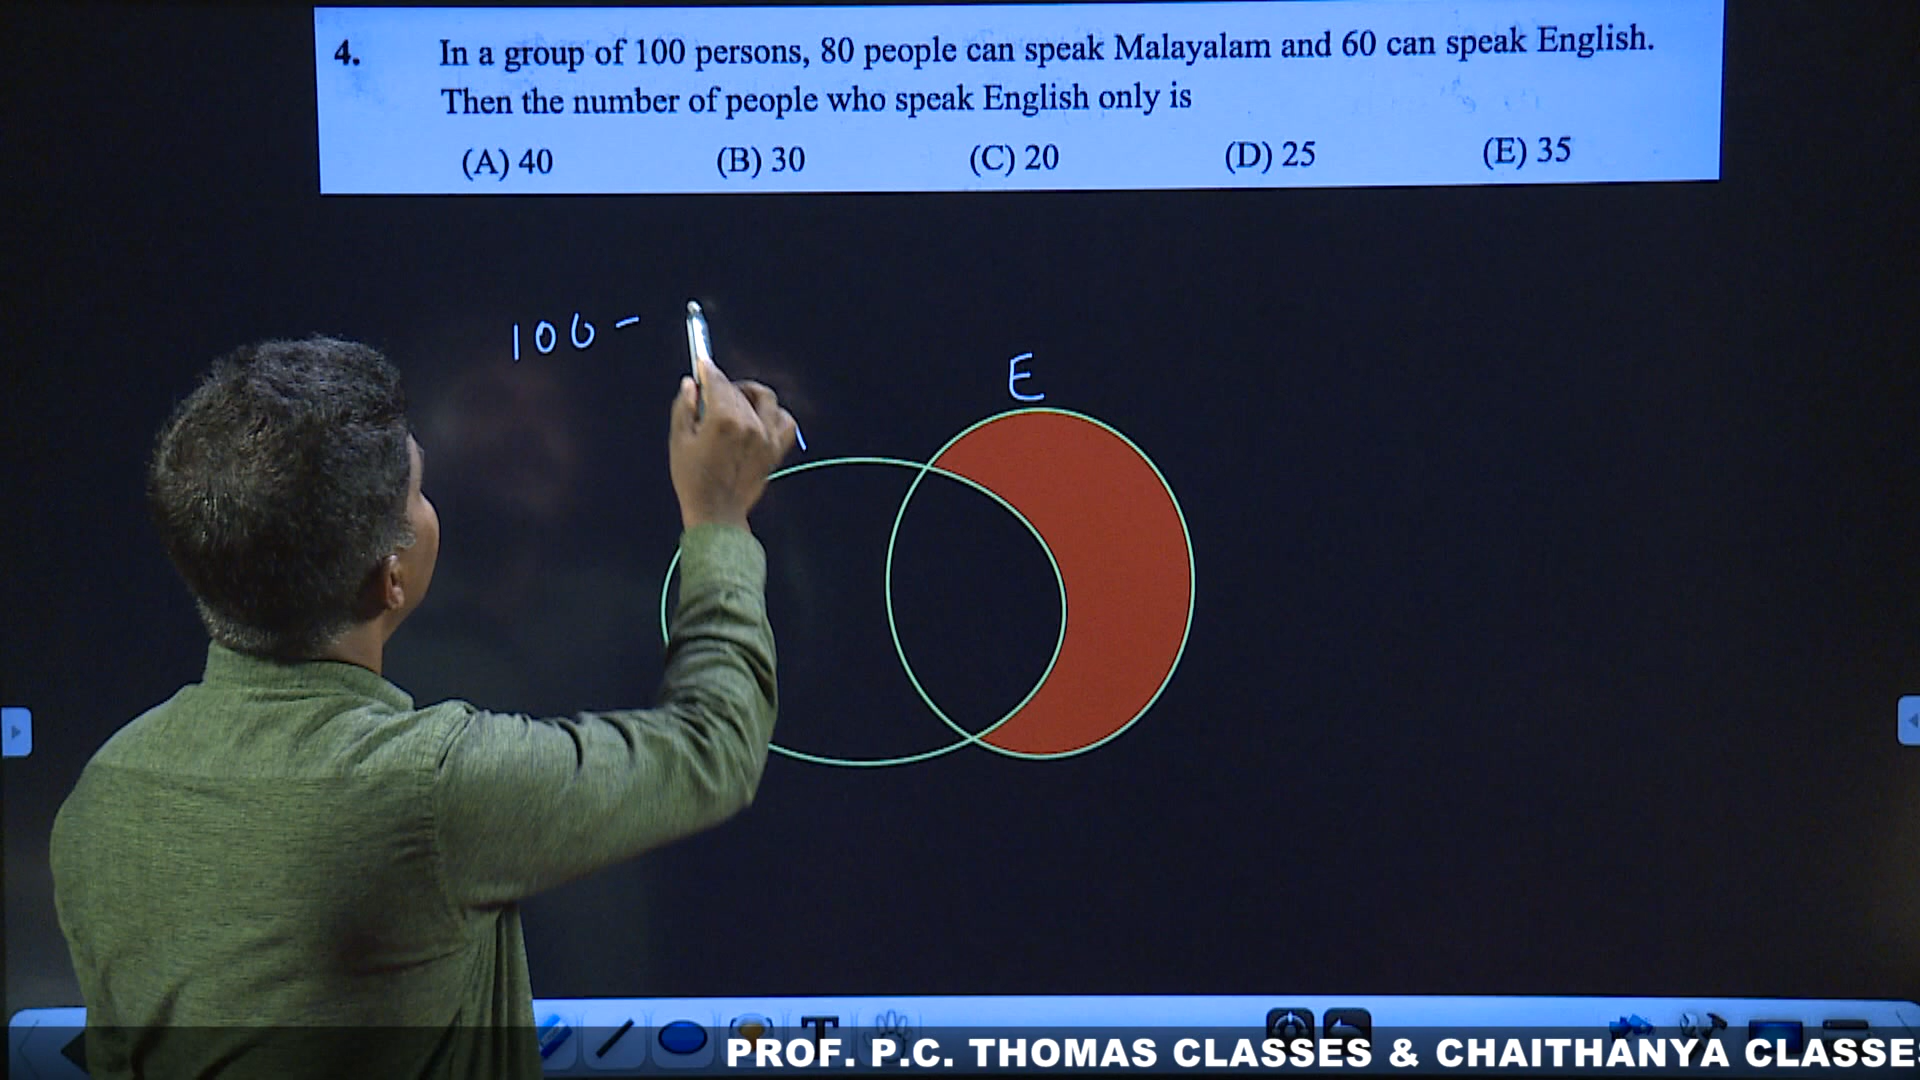 4. In a group of 100 persons, 80 people can speak Malayalam and 60 can speak English.
Then the number of people who speak English only is
(A) 40 (B) 30 (C) 20 (D) 25 (E) 35
100 -
E
T
PROF. P.C. THOMAS CLASSES & CHAITHANYA CLASSE